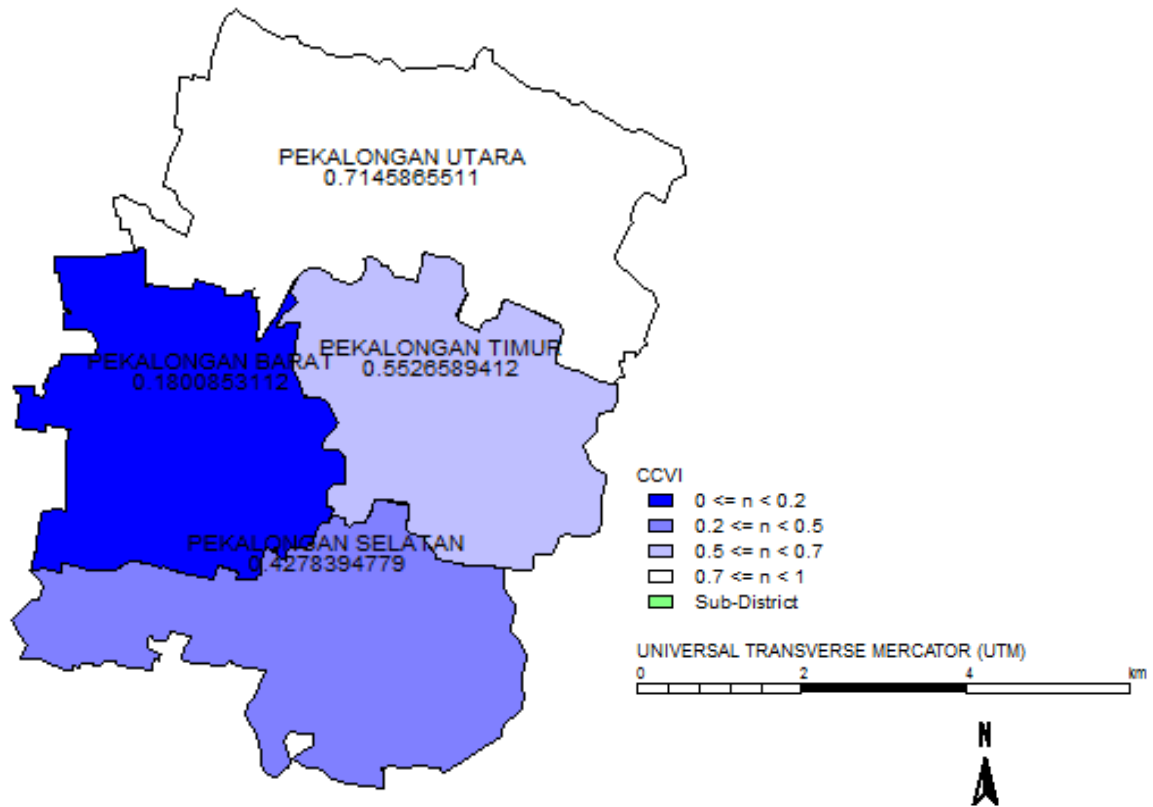 PEKALONGAN UTARA
0.7145865511
PEKALONGAN BARAT
0.1800853112
PEKALONGAN TIMUR
0.5526589412
PEKALONGAN SELATAN
0.4278394779
CCVI
0 <= n < 0.2
0.2 <= n < 0.5
0.5 <= n < 0.7
0.7 <= n < 1
Sub-District
UNIVERSAL TRANSVERSE MERCATOR (UTM)
0 2 4 km
N